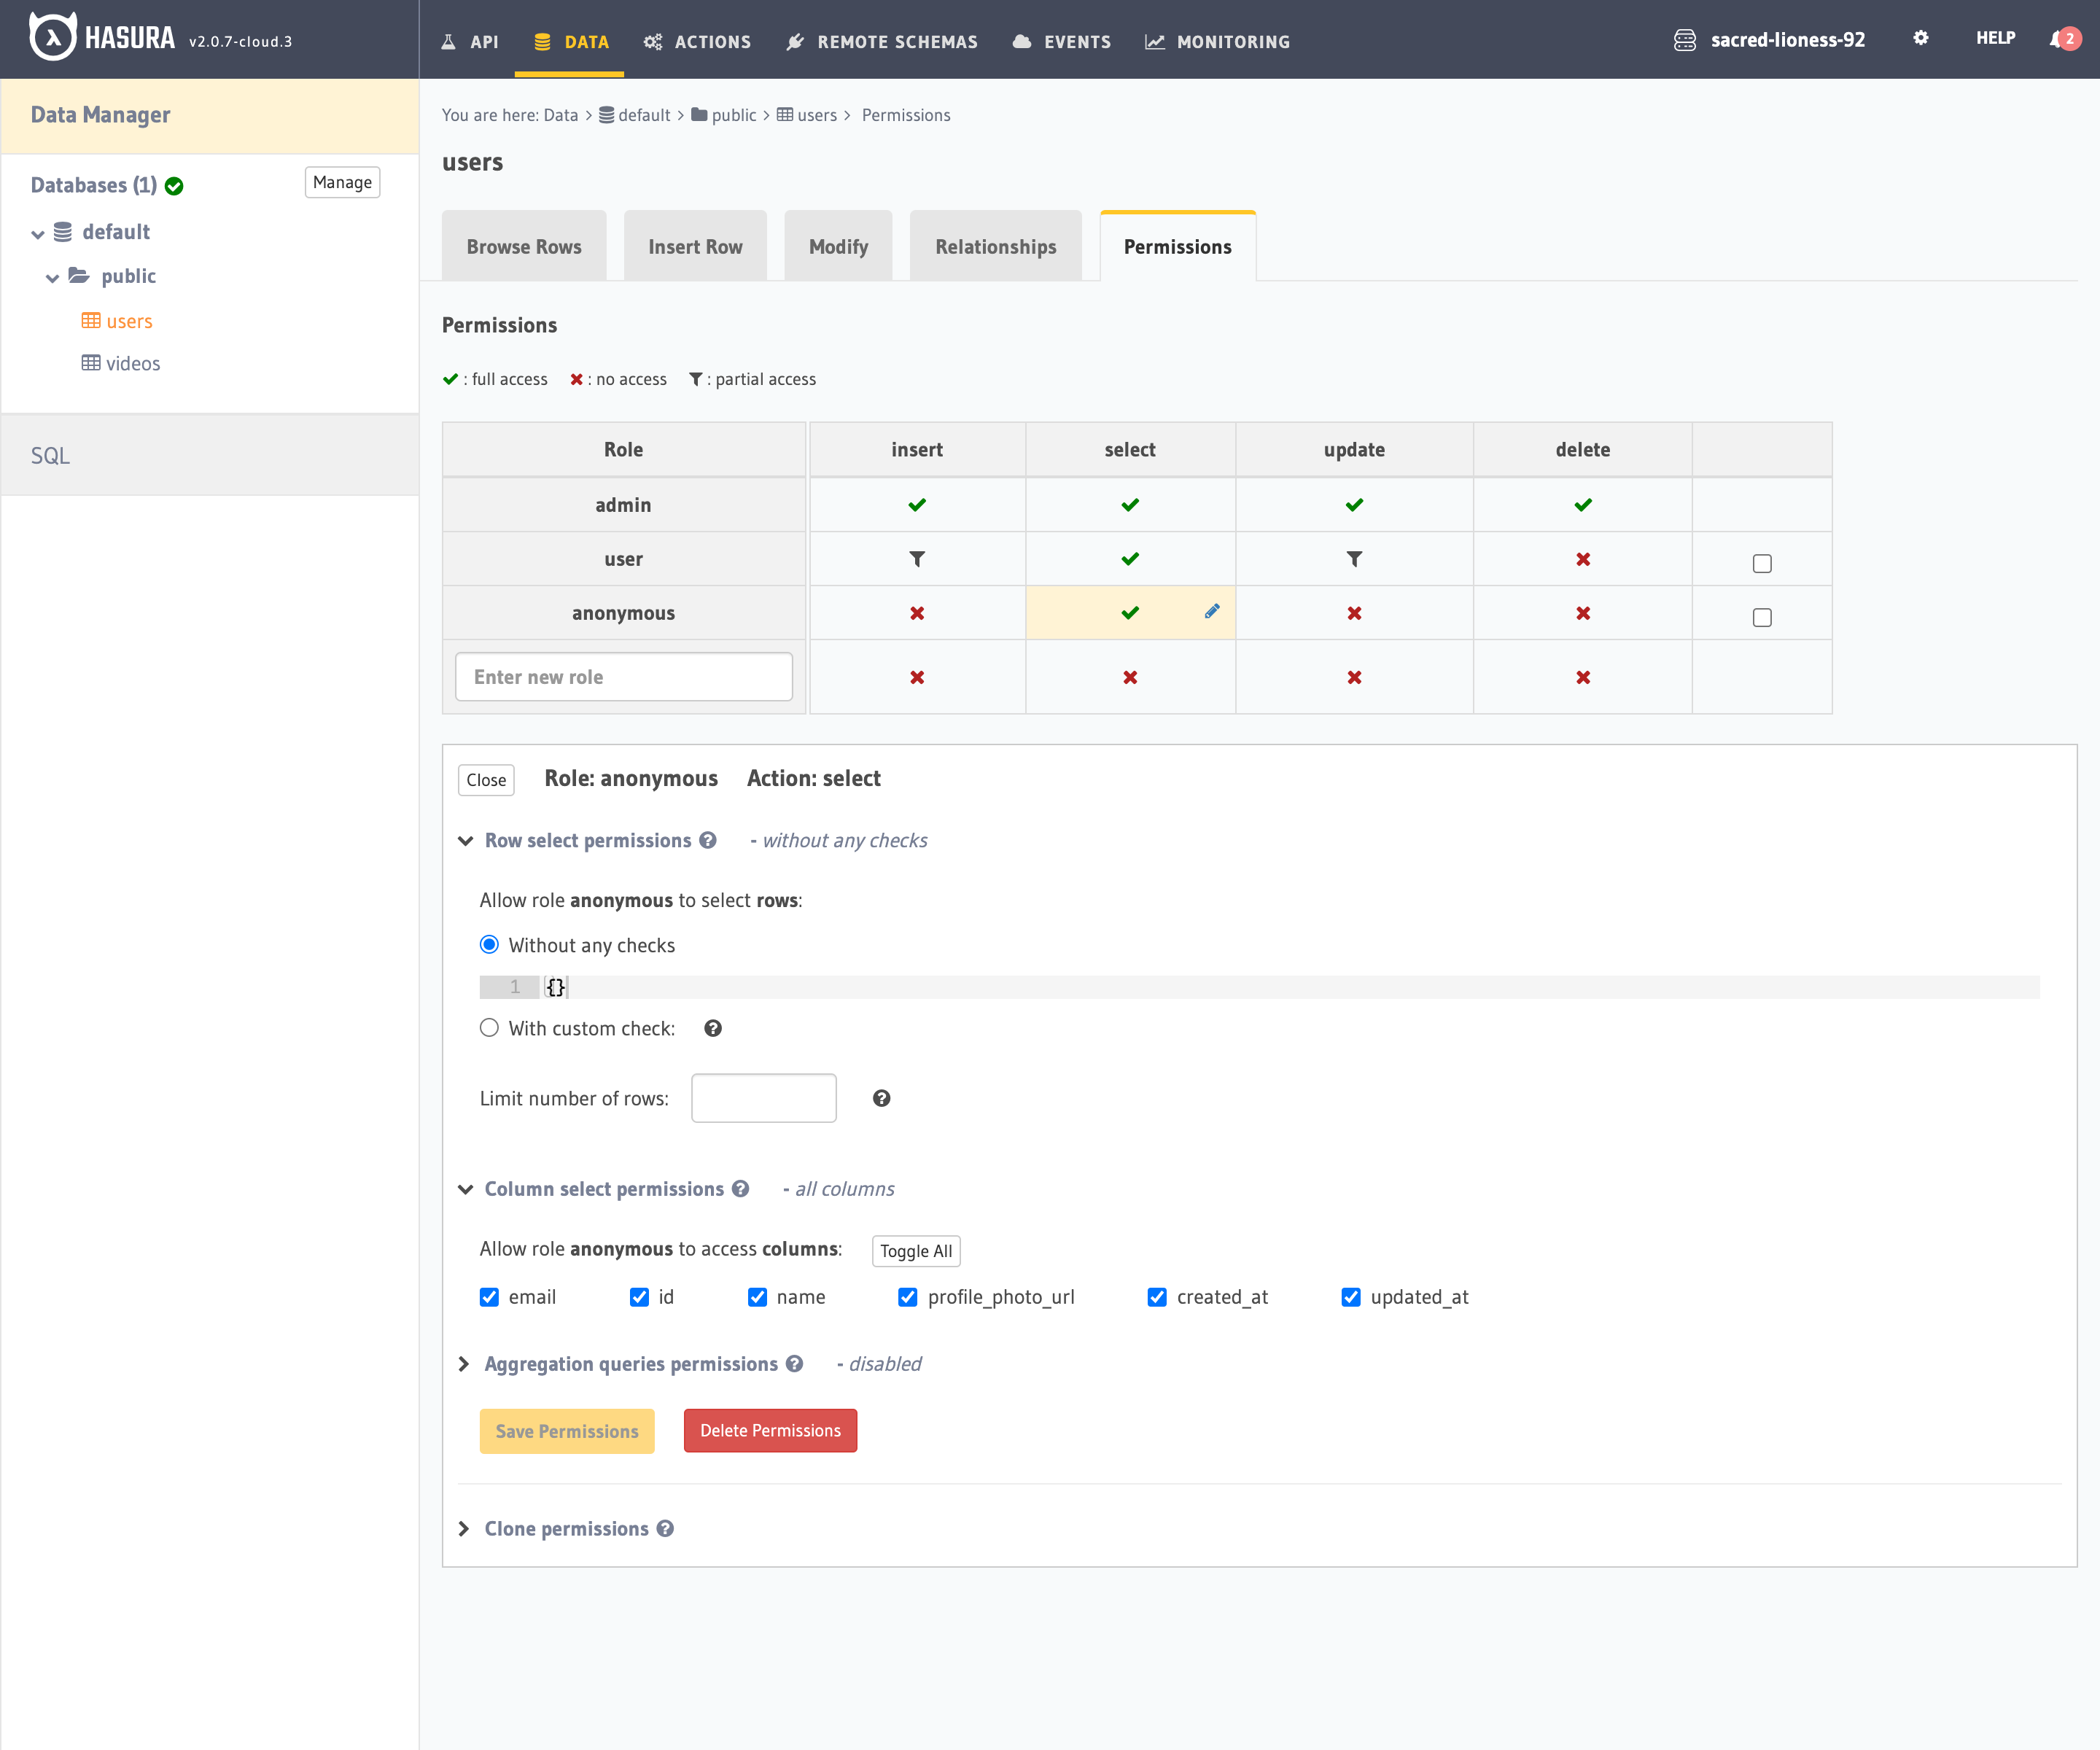 HASURA v2.0.7-cloud.3
API DATA ACTIONS REMOTE SCHEMAS EVENTS MONITORING
sacred-lioness-92 HELP 2
Data Manager
Databases (1) Manage
default
public
users
videos
SQL
You are here: Data > default > public > users > Permissions
users
Browse Rows Insert Row Modify Relationships Permissions
Permissions
: full access : no access : partial access
Role insert select update delete
admin
user
anonymous
Enter new role
Close Role: anonymous Action: select
Row select permissions - without any checks
Allow role anonymous to select rows:
Without any checks
1 {}
With custom check:
Limit number of rows:
Column select permissions - all columns
Allow role anonymous to access columns: Toggle All
email id name profile_photo_url created_at updated_at
Aggregation queries permissions - disabled
Save Permissions Delete Permissions
Clone permissions